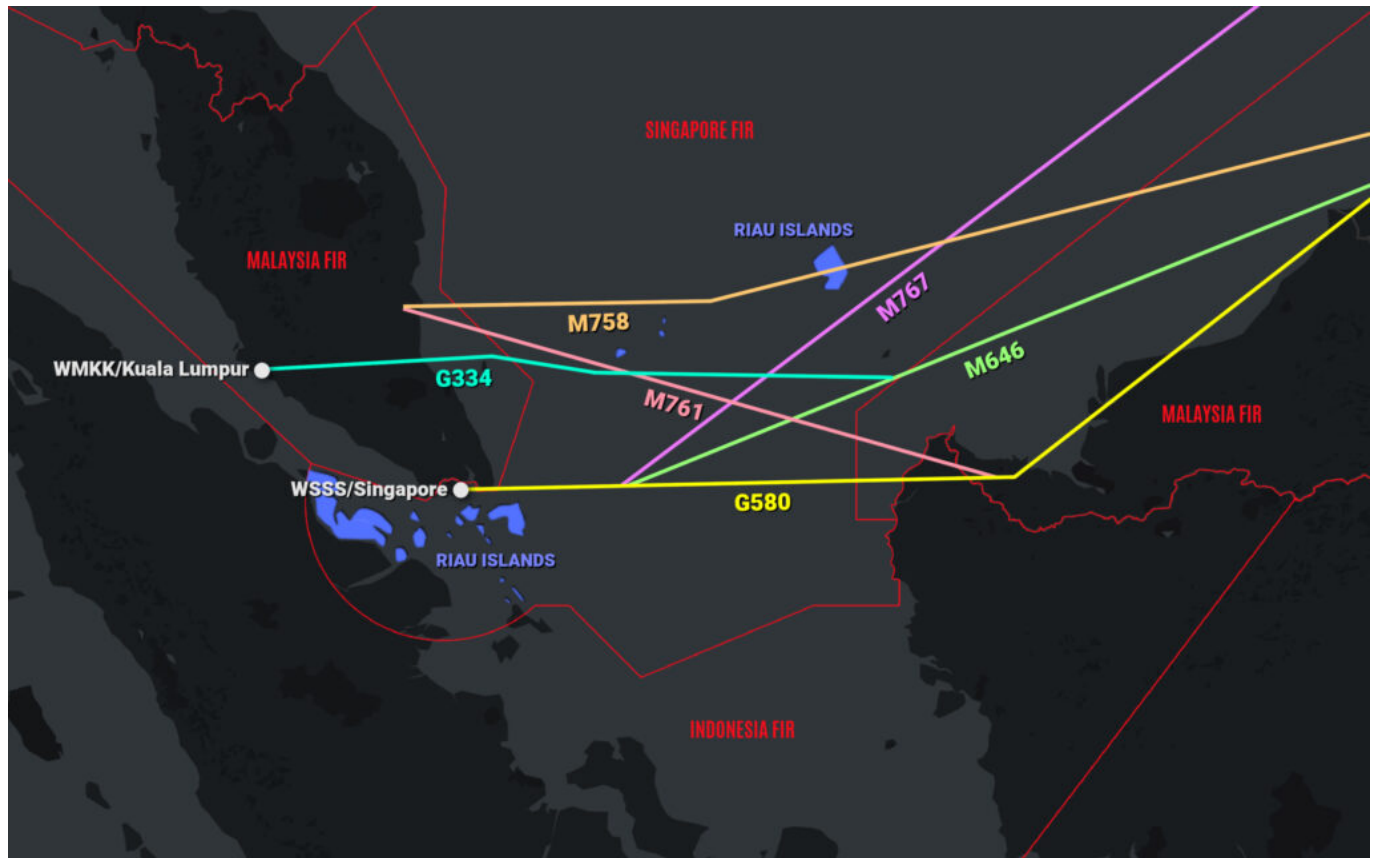 SINGAPORE FIR
RIAU ISLANDS
MALAYSIA FIR
M767
M758
M646
WMKK/Kuala Lumpur
G334
M761
MALAYSIA FIR
WSSS/Singapore
G580
RIAU ISLANDS
INDONESIA FIR